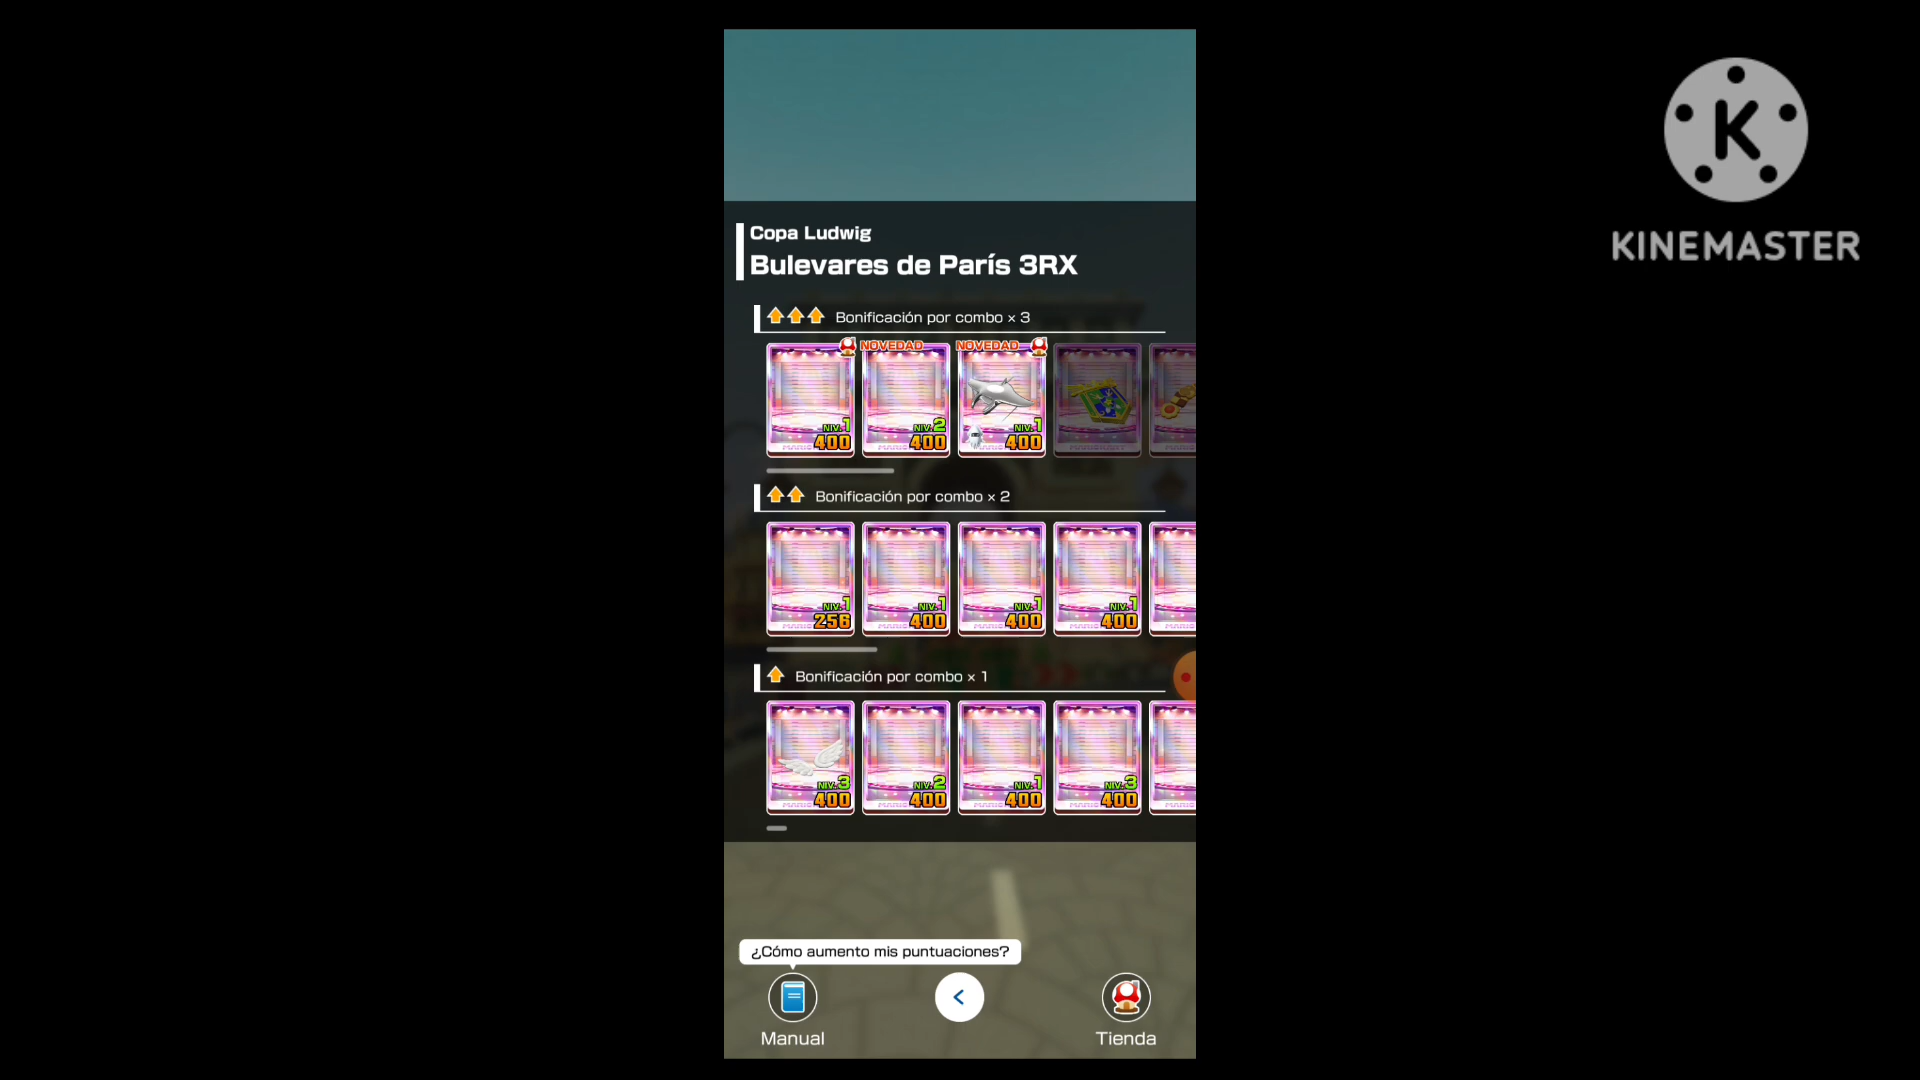 KINEMASTER
Copa Ludwig
Bulevares de París 3RX
Bonificación por combo × 3
NOVEDAD NOVEDAD
NIV.1 NIV.2 NIV.1
400 400 400
Bonificación por combo × 2
NIV.1 NIV.1 NIV.1 NIV.1
256 400 400 400
Bonificación por combo × 1
NIV.3 NIV.2 NIV.1 NIV.3
400 400 400 400
¿Cómo aumento mis puntuaciones?
Manual Tienda